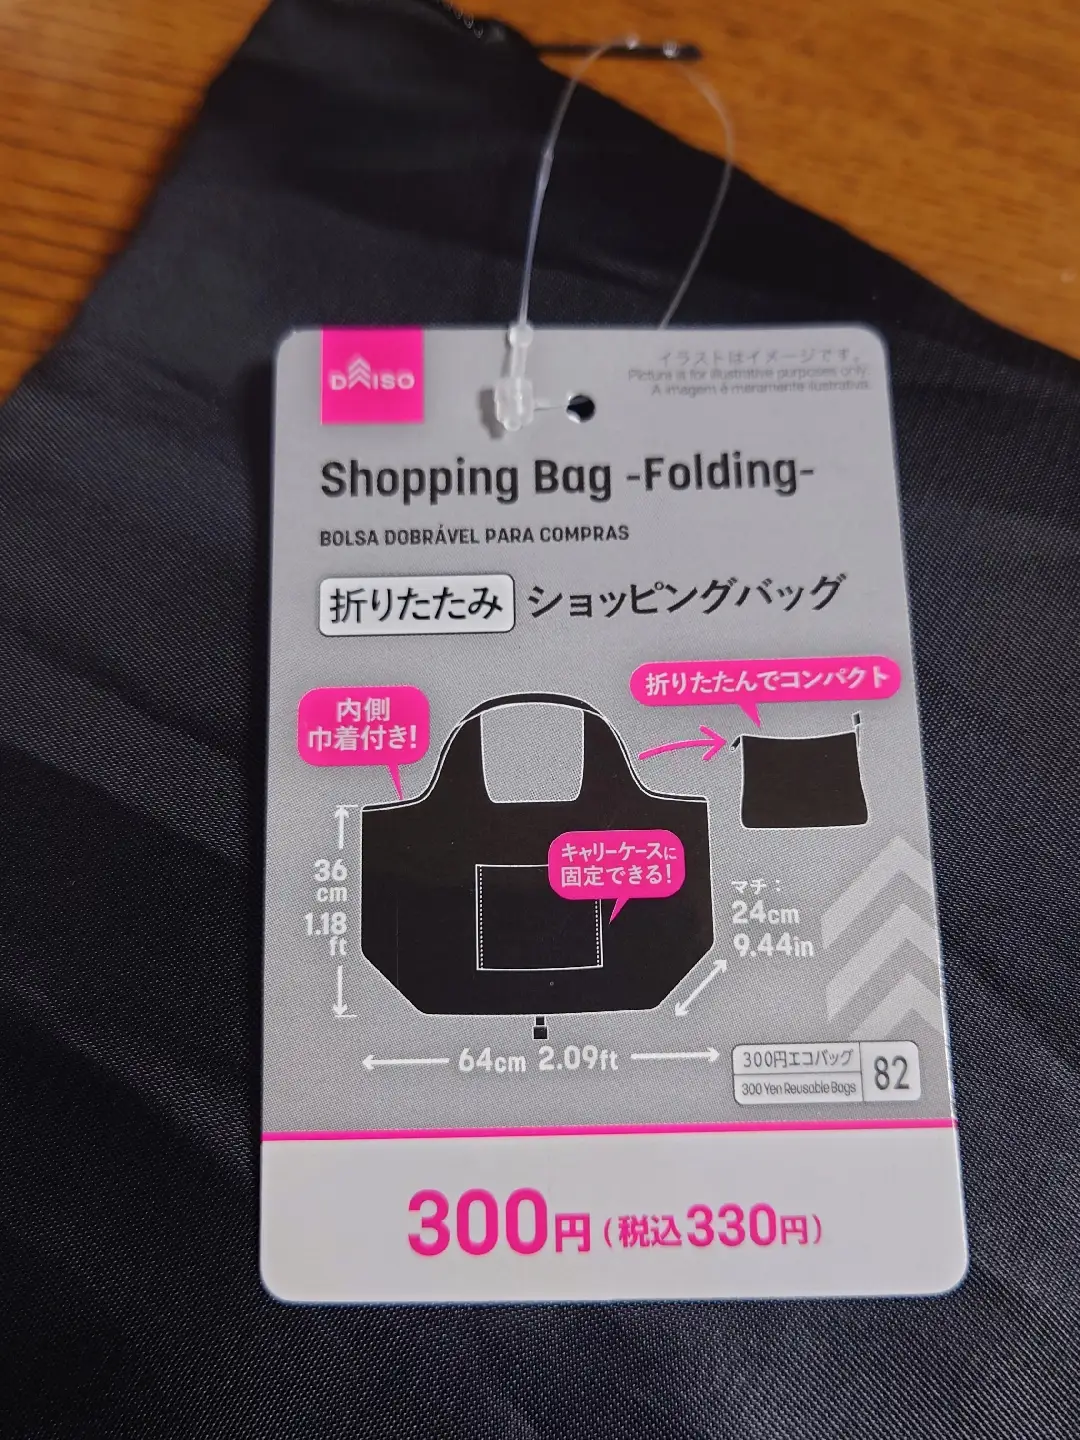 DAISO
イラストはイメージです。
Picture is for illustrative purposes only.
A imagem é meramente ilustrativa.
Shopping Bag -Folding-
BOLSA DOBRÁVEL PARA COMPRAS
折りたたみ ショッピングバッグ
折りたたんでコンパクト
内側
巾着付き!
キャリーケースに
固定できる!
36
cm
1.18
ft
マチ：
24cm
9.44in
64cm 2.09ft
300円エコバッグ
300 Yen Reusable Bags
82
300円(税込330円)